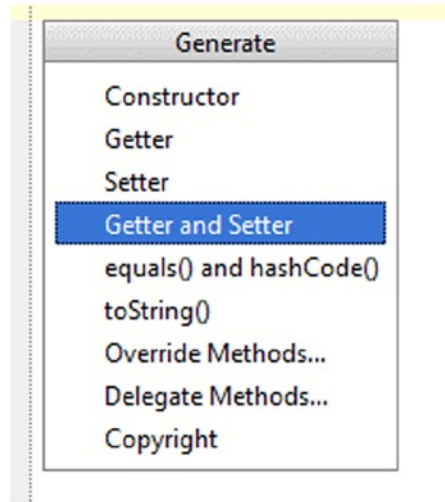 Generate
Constructor
Getter
Setter
Getter and Setter
equals() and hashCode()
toString()
Override Methods...
Delegate Methods...
Copyright